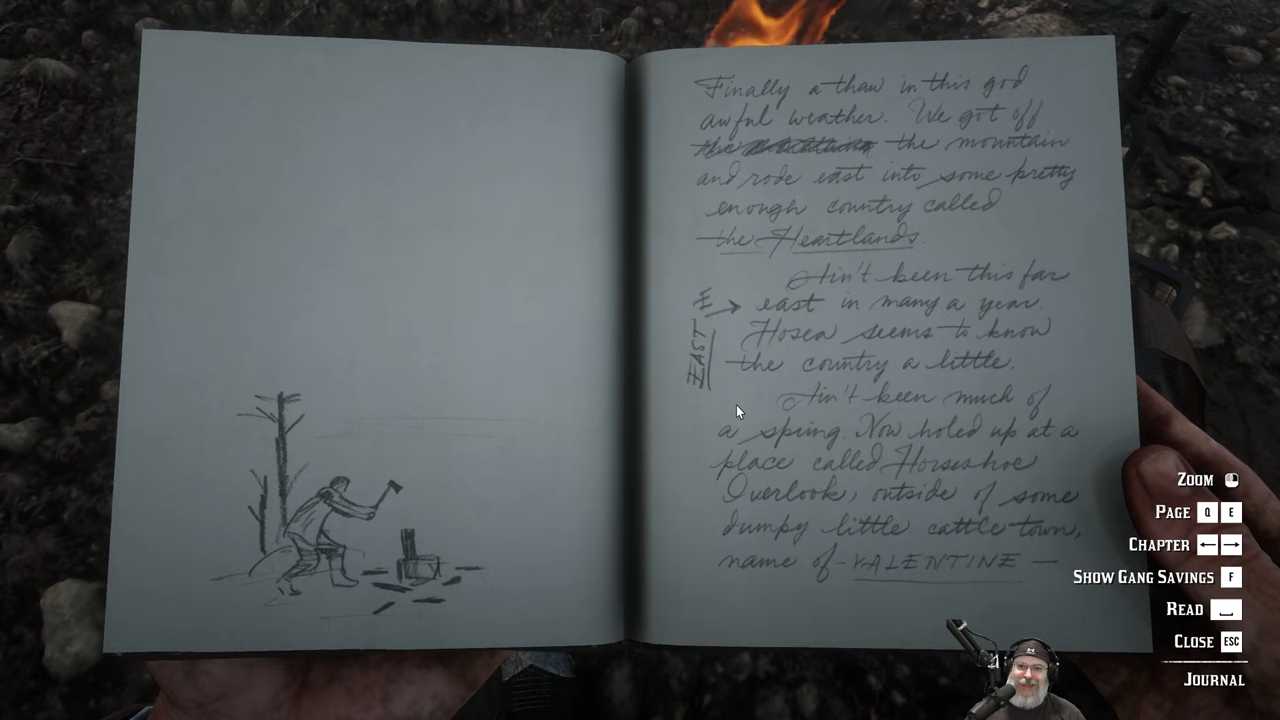 Finally a thaw in this god
awful weather. We got off
the mountain
and rode east into some pretty
enough country called
the Heartlands.
Ain't been this far
east in many a year.
Hosea seems to know
the country a little.
EAST
Ain't been much of
a spring. Now holed up at a
place called Horseshoe
Overlook, outside of some
dumpy little cattle town,
name of - VALENTINE -
ZOOM
PAGE Q E
CHAPTER ← →
SHOW GANG SAVINGS F
READ
CLOSE ESC
JOURNAL